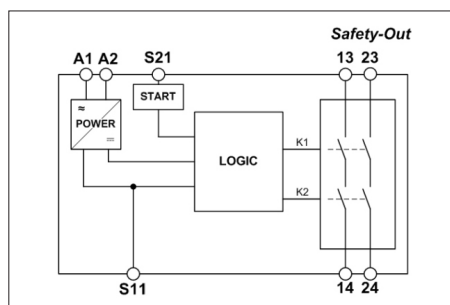 Safety-Out
A1 A2 S21 13 23
START
≂
POWER
⎓
LOGIC
K1
K2
S11 14 24